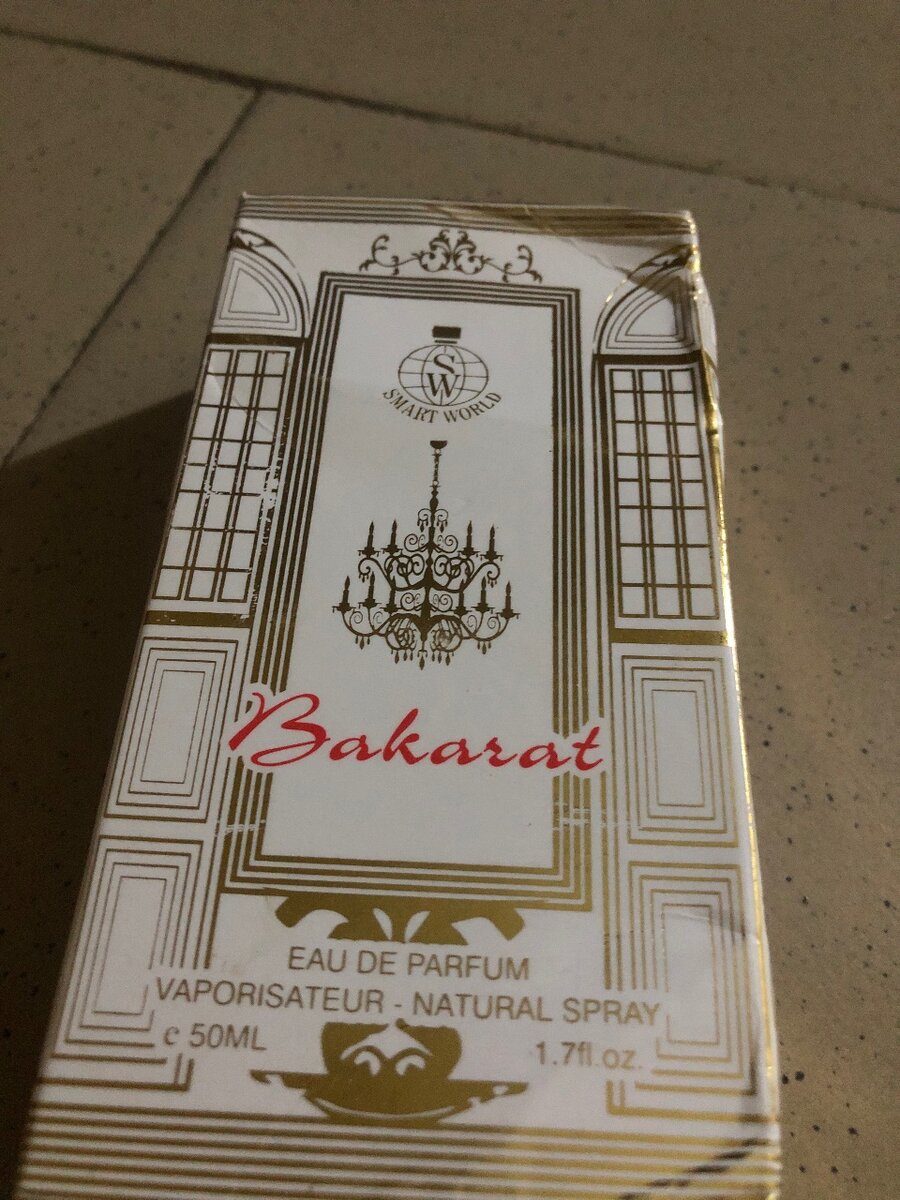 SW
SMART WORLD
Bakarat
EAU DE PARFUM
VAPORISATEUR - NATURAL SPRAY
e 50ML
1.7fl.oz.